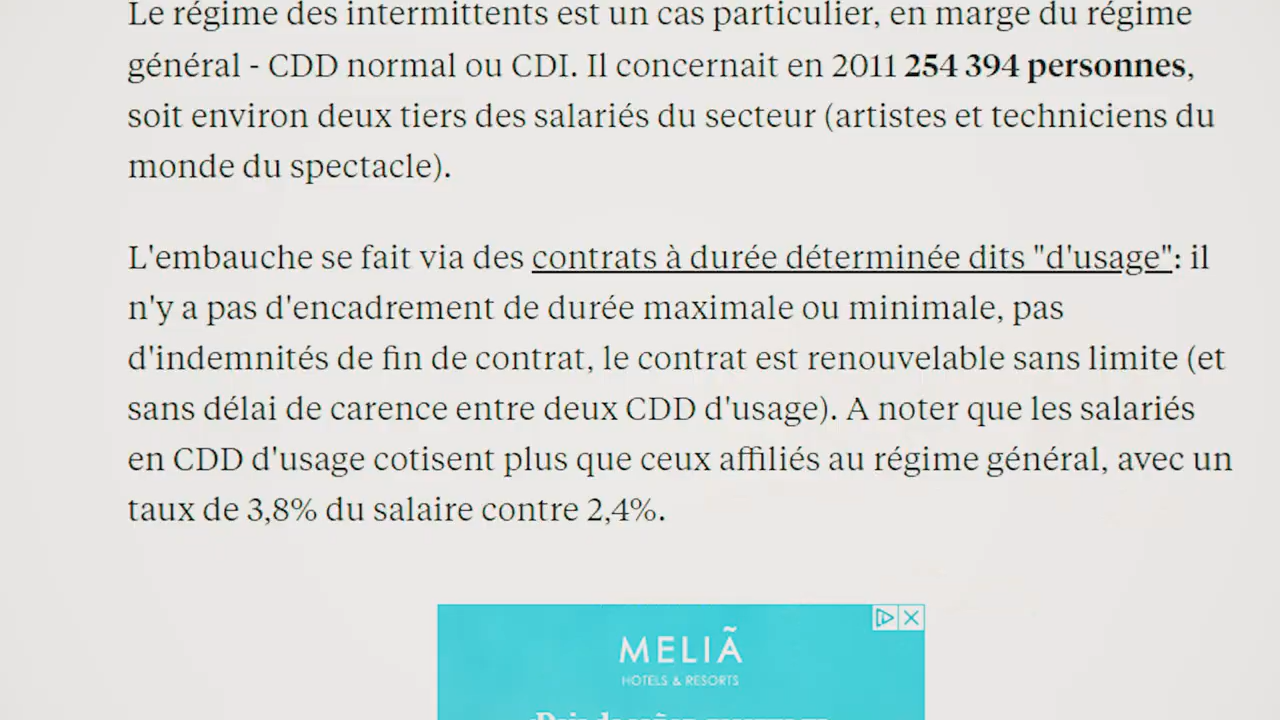 Le régime des intermittents est un cas particulier, en marge du régime
général - CDD normal ou CDI. Il concernait en 2011 254 394 personnes,
soit environ deux tiers des salariés du secteur (artistes et techniciens du
monde du spectacle).
L'embauche se fait via des contrats à durée déterminée dits "d'usage": il
n'y a pas d'encadrement de durée maximale ou minimale, pas
d'indemnités de fin de contrat, le contrat est renouvelable sans limite (et
sans délai de carence entre deux CDD d'usage). A noter que les salariés
en CDD d'usage cotisent plus que ceux affiliés au régime général, avec un
taux de 3,8% du salaire contre 2,4%.
MELIÃ
HOTELS & RESORTS